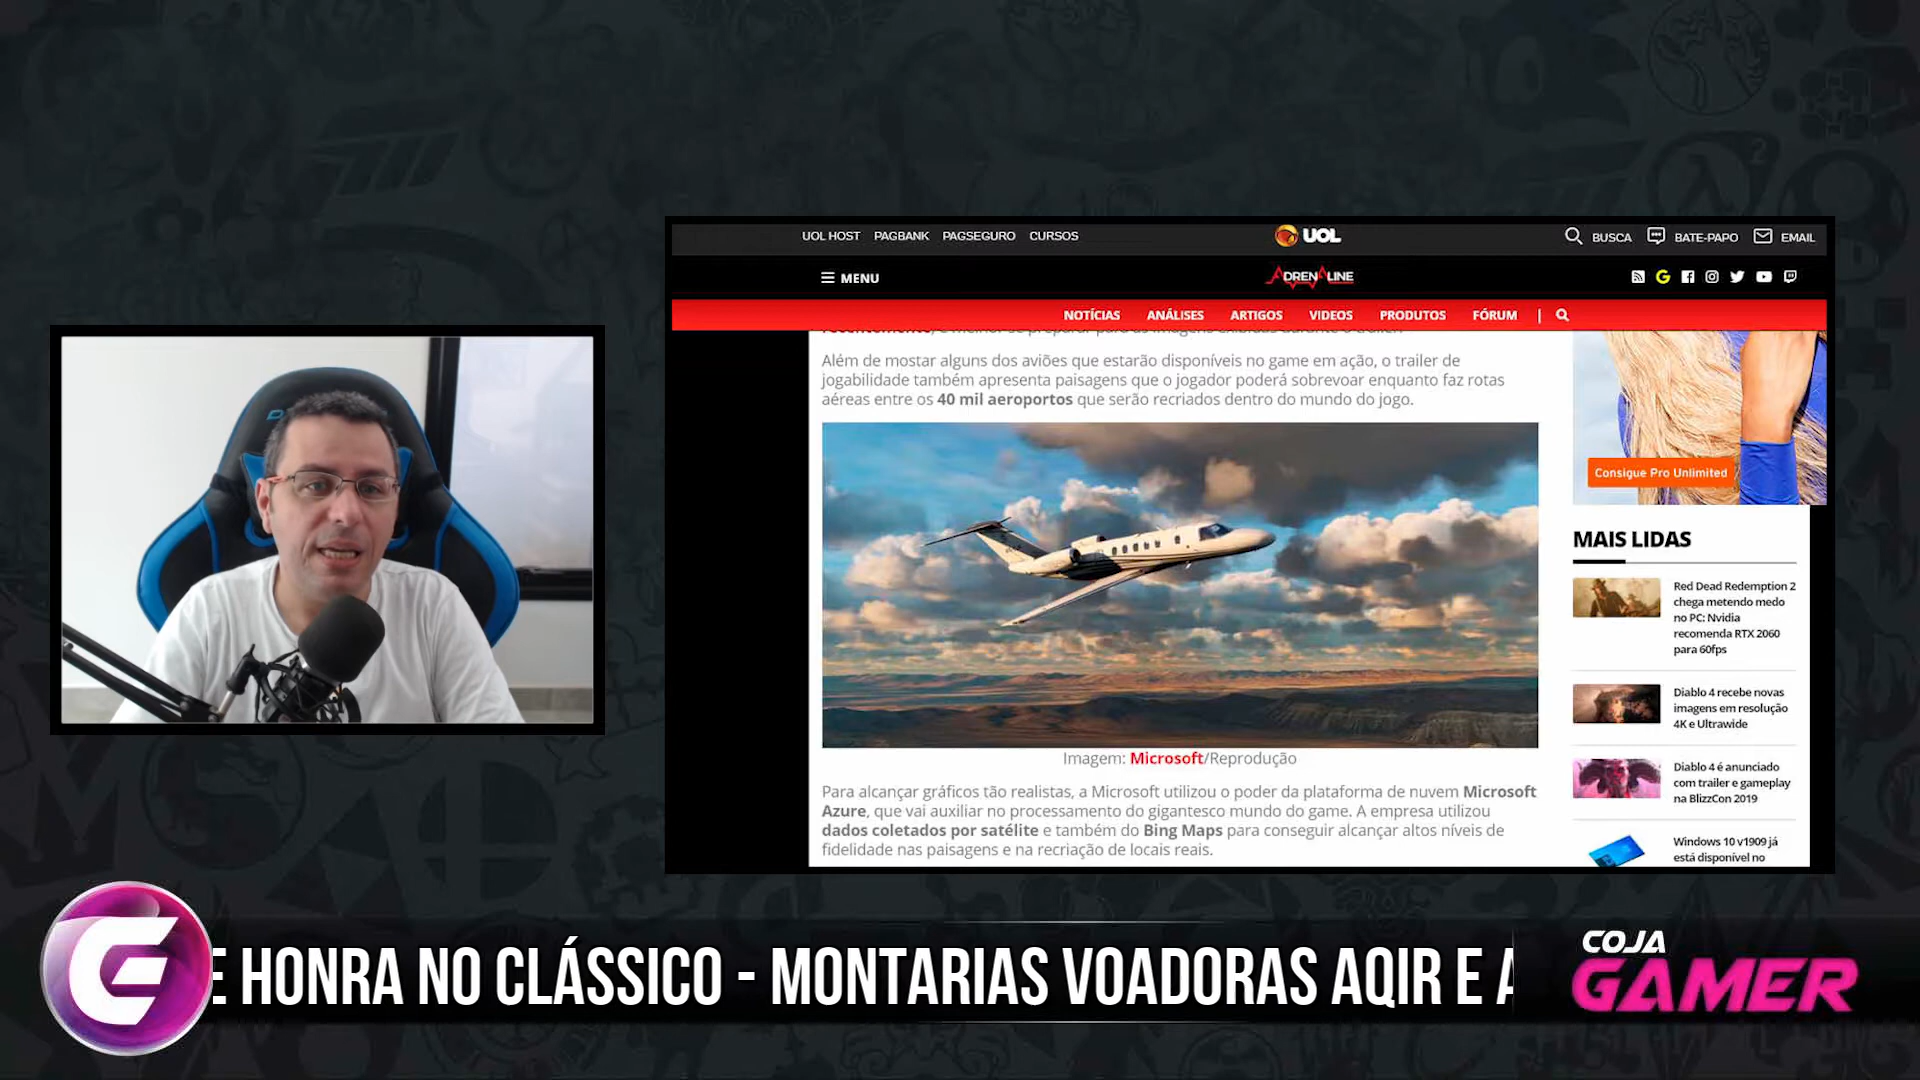 UOL HOST PAGBANK PAGSEGURO CURSOS
UOL
BUSCA BATE-PAPO EMAIL
MENU
ADRENALINE
NOTÍCIAS ANÁLISES ARTIGOS VIDEOS PRODUTOS FÓRUM
Além de mostar alguns dos aviões que estarão disponíveis no game em ação, o trailer de
jogabilidade também apresenta paisagens que o jogador poderá sobrevoar enquanto faz rotas
aéreas entre os 40 mil aeroportos que serão recriados dentro do mundo do jogo.
Imagem: Microsoft/Reprodução
Para alcançar gráficos tão realistas, a Microsoft utilizou o poder da plataforma de nuvem Microsoft
Azure, que vai auxiliar no processamento do gigantesco mundo do game. A empresa utilizou
dados coletados por satélite e também do Bing Maps para conseguir alcançar altos níveis de
fidelidade nas paisagens e na recriação de locais reais.
Consigue Pro Unlimited
MAIS LIDAS
Red Dead Redemption 2
chega metendo medo
no PC: Nvidia
recomenda RTX 2060
para 60fps
Diablo 4 recebe novas
imagens em resolução
4K e Ultrawide
Diablo 4 é anunciado
com trailer e gameplay
na BlizzCon 2019
Windows 10 v1909 já
está disponível no
E HONRA NO CLÁSSICO - MONTARIAS VOADORAS AQIR E A
COJA
GAMER